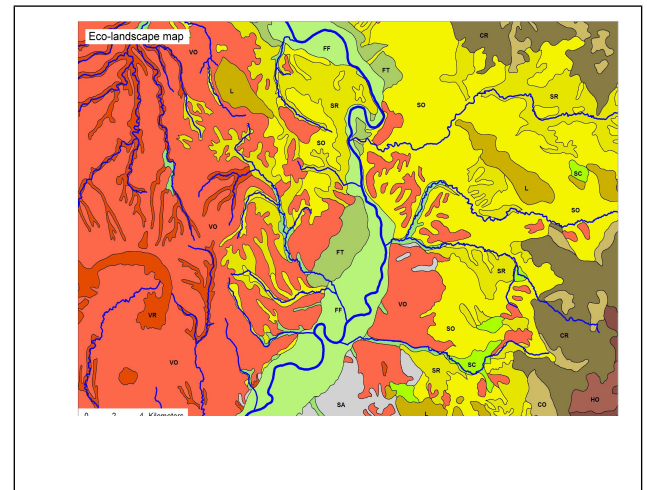 Eco-landscape map
VO
FF
CR
FT
L
SR
SR
SO
SO
SC
L
SO
VO
FT
SR
FF
VO
VR
SO
CR
VO
SC
SR
HO
SA
CO
L
0 2 4 Kilometers